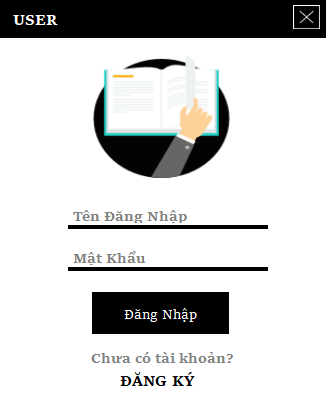 USER
Tên Đăng Nhập
Mật Khẩu
Đăng Nhập
Chưa có tài khoản?
ĐĂNG KÝ